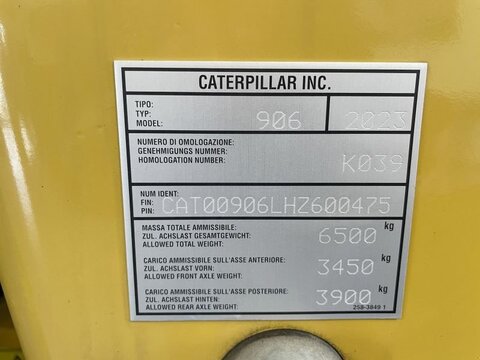 CATERPILLAR INC.
TIPO:
TYP:
MODEL: 906 2023
NUMERO DI OMOLOGAZIONE:
GENEHMIGUNGS NUMMER:
HOMOLOGATION NUMBER: K039
NUM IDENT:
FIN:
PIN: CAT00906LHZ600475
MASSA TOTALE AMMISSIBILE:
ZUL. ACHSLAST GESAMTGEWICHT:
ALLOWED TOTAL WEIGHT: 6500 kg
CARICO AMMISSIBILE SULL'ASSE ANTERIORE:
ZUL. ACHSLAST VORN:
ALLOWED FRONT AXLE WEIGHT: 3450 kg
CARICO AMMISSIBILE SULL'ASSE POSTERIORE:
ZUL. ACHSLAST HINTEN:
ALLOWED REAR AXLE WEIGHT: 3900 kg
258-3849 1